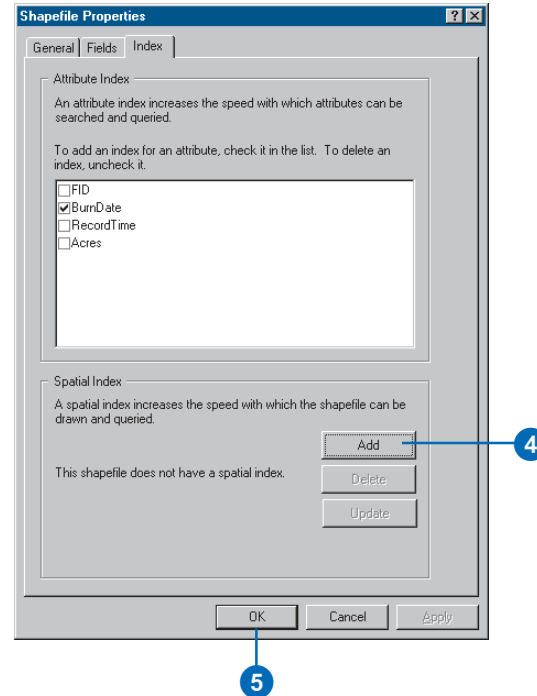 Shapefile Properties
General Fields Index
Attribute Index
An attribute index increases the speed with which attributes can be
searched and queried.
To add an index for an attribute, check it in the list. To delete an
index, uncheck it.
FID
BurnDate
RecordTime
Acres
Spatial Index
A spatial index increases the speed with which the shapefile can be
drawn and queried.
Add
4
This shapefile does not have a spatial index.
Delete
Update
OK Cancel Apply
5